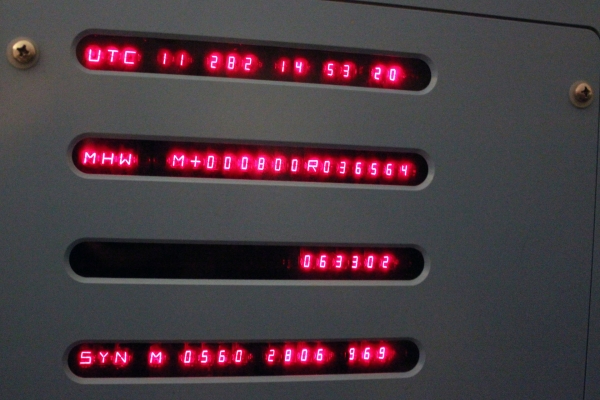 UTC 11 282 14 53 20
MHW M+000800R036564
063302
SYN M 0560 2806 969